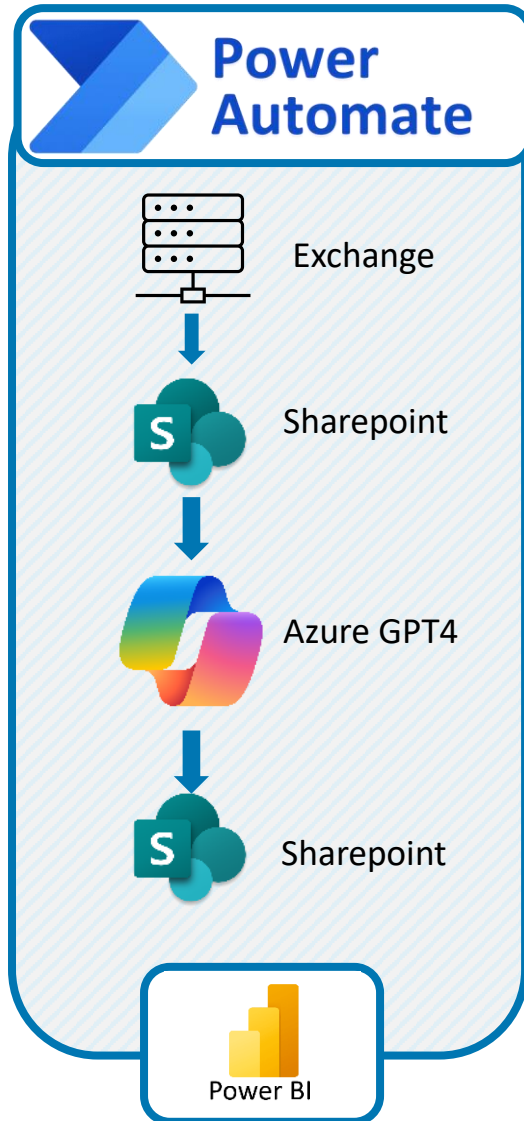 Power
Automate
Exchange
S
Sharepoint
Azure GPT4
S
Sharepoint
Power BI